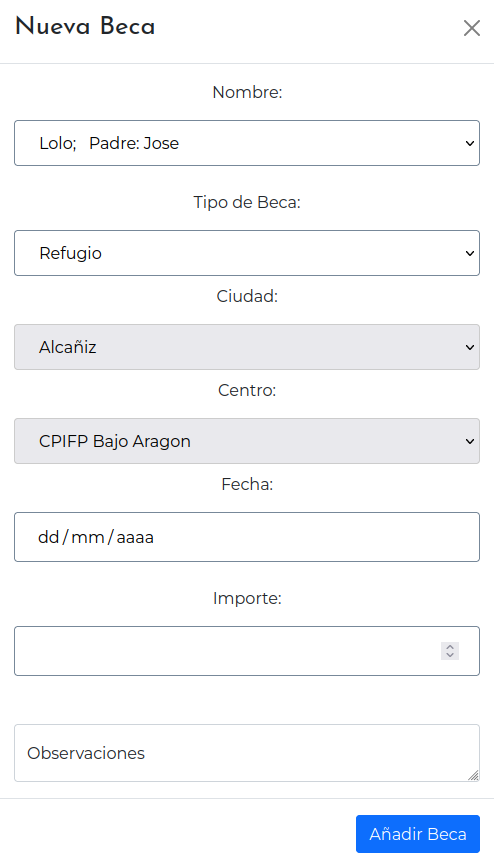 Nueva Beca
Nombre:
Lolo; Padre: Jose
Tipo de Beca:
Refugio
Ciudad:
Alcañiz
Centro:
CPIFP Bajo Aragon
Fecha:
dd/mm/aaaa
Importe:
Observaciones
Añadir Beca